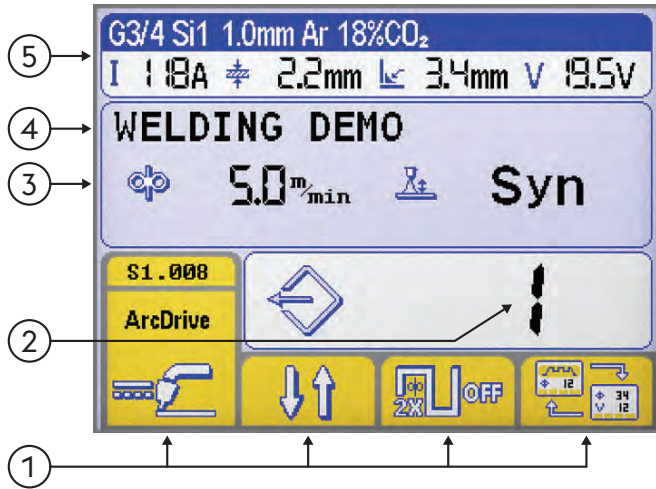 G3/4 Si1 1.0mm Ar 18%CO₂
I 118A 2.2mm 3.4mm V 19.5V
WELDING DEMO
5.0 m/min Syn
S1.008
ArcDrive
1
2X OFF
12 34
V 12
5
4
3
2
1